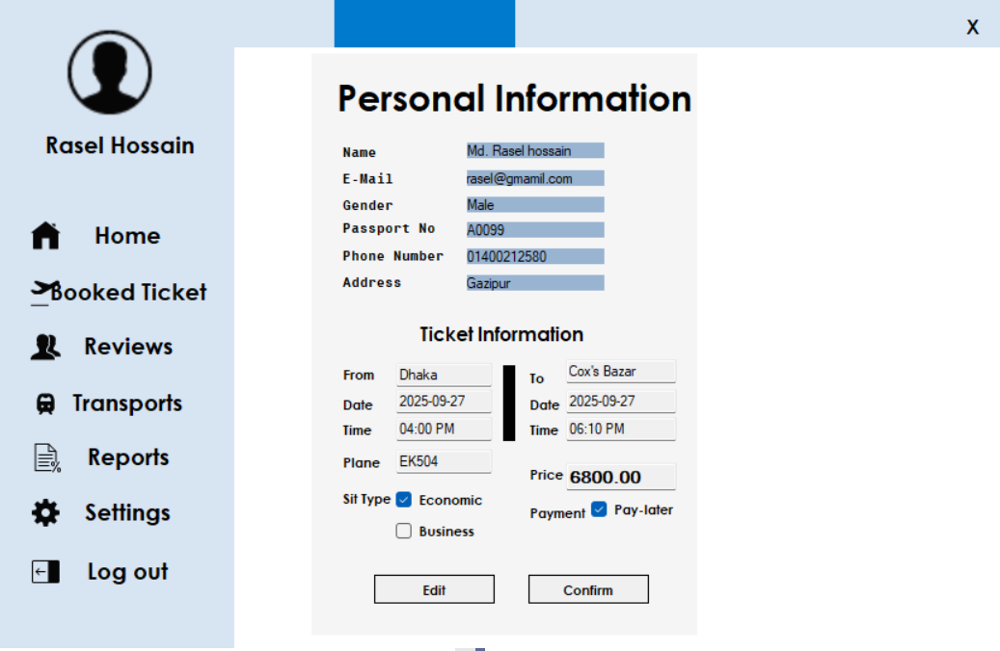 X
Rasel Hossain
Home
Booked Ticket
Reviews
Transports
Reports
Settings
Log out
Personal Information
Name Md. Rasel hossain
E-Mail rasel@gmamil.com
Gender Male
Passport No A0099
Phone Number 01400212580
Address Gazipur
Ticket Information
From Dhaka To Cox's Bazar
Date 2025-09-27 Date 2025-09-27
Time 04:00 PM Time 06:10 PM
Plane EK504 Price 6800.00
Sit Type Economic Payment Pay-later
Business
Edit Confirm